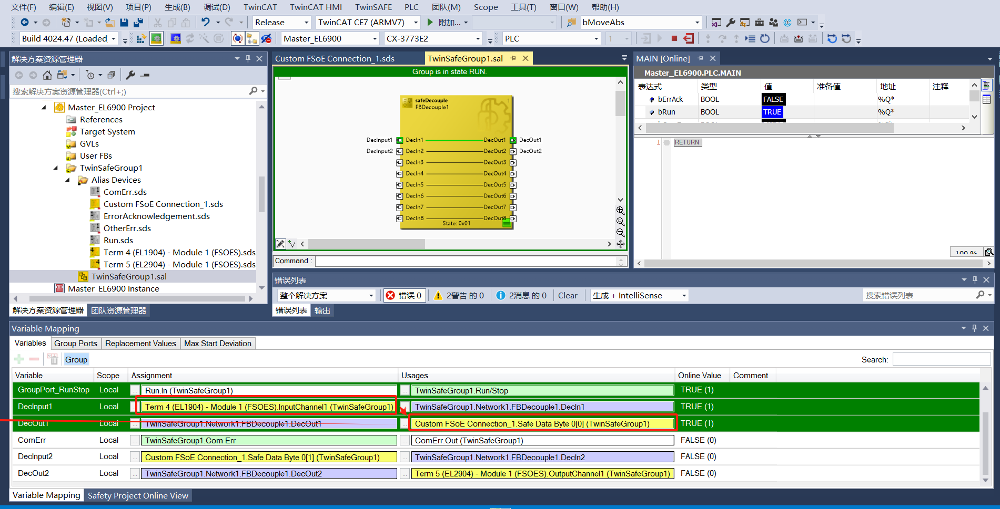 文件(F) 编辑(E) 视图(V) 项目(P) 生成(B) 调试(D) TwinCAT TwinCAT HMI TwinSAFE PLC 团队(M) Scope 工具(T) 窗口(W) 帮助(H)
Release TwinCAT CE7 (ARMV7) 附加... bMoveAbs
Build 4024.47 (Loaded) Master_EL6900 CX-3773E2 PLC 1
解决方案资源管理器
搜索解决方案资源管理器(Ctrl+;)
Master_EL6900 Project
References
Target System
GVLs
User FBs
TwinSafeGroup1
Alias Devices
ComErr.sds
Custom FSoE Connection_1.sds
ErrorAcknowledgement.sds
OtherErr.sds
Run.sds
Term 4 (EL1904) - Module 1 (FSOES).sds
Term 5 (EL2904) - Module 1 (FSOES).sds
TwinSafeGroup1.sal
Master EL6900 Instance
解决方案资源管理器 团队资源管理器
Custom FSoE Connection_1.sds TwinSafeGroup1.sal
Group is in state RUN.
safeDecouple 1
FBDecouple1
DecInput1 DecIn1 DecOut1 DecOut1
DecInput2 DecIn2 DecOut2 DecOut2
DecIn3 DecOut3
DecIn4 DecOut4
DecIn5 DecOut5
DecIn6 DecOut6
DecIn7 DecOut7
DecIn8 DecOut8
State: 0x01
Command :
MAIN [Online]
Master_EL6900.PLC.MAIN
表达式 类型 值 准备值 地址 注释
bErrAck BOOL FALSE %Q*
bRun BOOL TRUE %Q*
1 RETURN
100 %
错误列表
整个解决方案 错误 0 2警告 的 0 2消息 的 0 Clear 生成 + IntelliSense 搜索错误列表
错误列表 输出
Variable Mapping
Variables Group Ports Replacement Values Max Start Deviation
Group Search:
Variable Scope Assignment Usages Online Value Comment
GroupPort_RunStop Local ... Run.In (TwinSafeGroup1) ... TwinSafeGroup1.Run/Stop TRUE (1)
DecInput1 Local ... Term 4 (EL1904) - Module 1 (FSOES).InputChannel1 (TwinSafeGroup1) TwinSafeGroup1.Network1.FBDecouple1.DecIn1 TRUE (1)
DecOut1 Local ... TwinSafeGroup1.Network1.FBDecouple1.DecOut1 ... Custom FSoE Connection_1.Safe Data Byte 0[0] (TwinSafeGroup1) TRUE (1)
ComErr Local ... TwinSafeGroup1.Com Err ... ComErr.Out (TwinSafeGroup1) FALSE (0)
DecInput2 Local ... Custom FSoE Connection_1.Safe Data Byte 0[1] (TwinSafeGroup1) ... TwinSafeGroup1.Network1.FBDecouple1.DecIn2 FALSE (0)
DecOut2 Local ... TwinSafeGroup1.Network1.FBDecouple1.DecOut2 ... Term 5 (EL2904) - Module 1 (FSOES).OutputChannel1 (TwinSafeGroup1) FALSE (0)
Variable Mapping Safety Project Online View